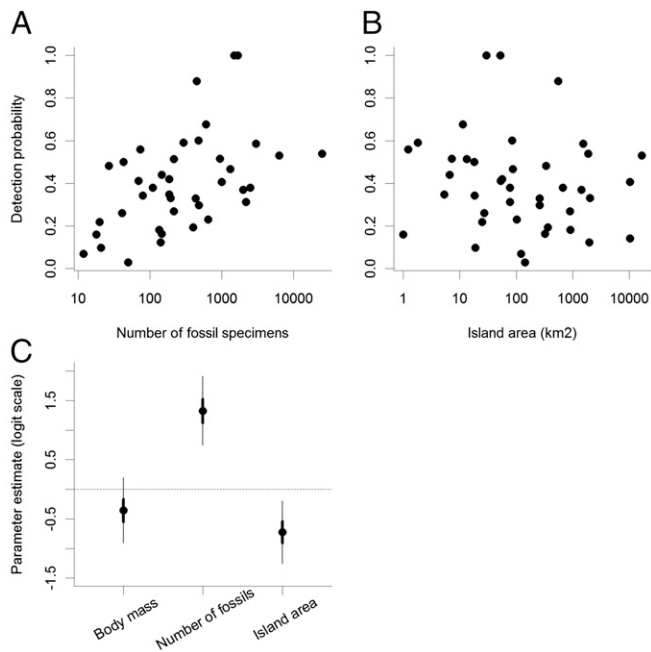 A
Detection probability
1.0
0.8
0.6
0.4
0.2
0.0
10 100 1000 10000
Number of fossil specimens
B
1.0
0.8
0.6
0.4
0.2
0.0
1 10 100 1000 10000
Island area (km2)
C
Parameter estimate (logit scale)
1.5
0.5
-0.5
-1.5
Body mass
Number of fossils
Island area